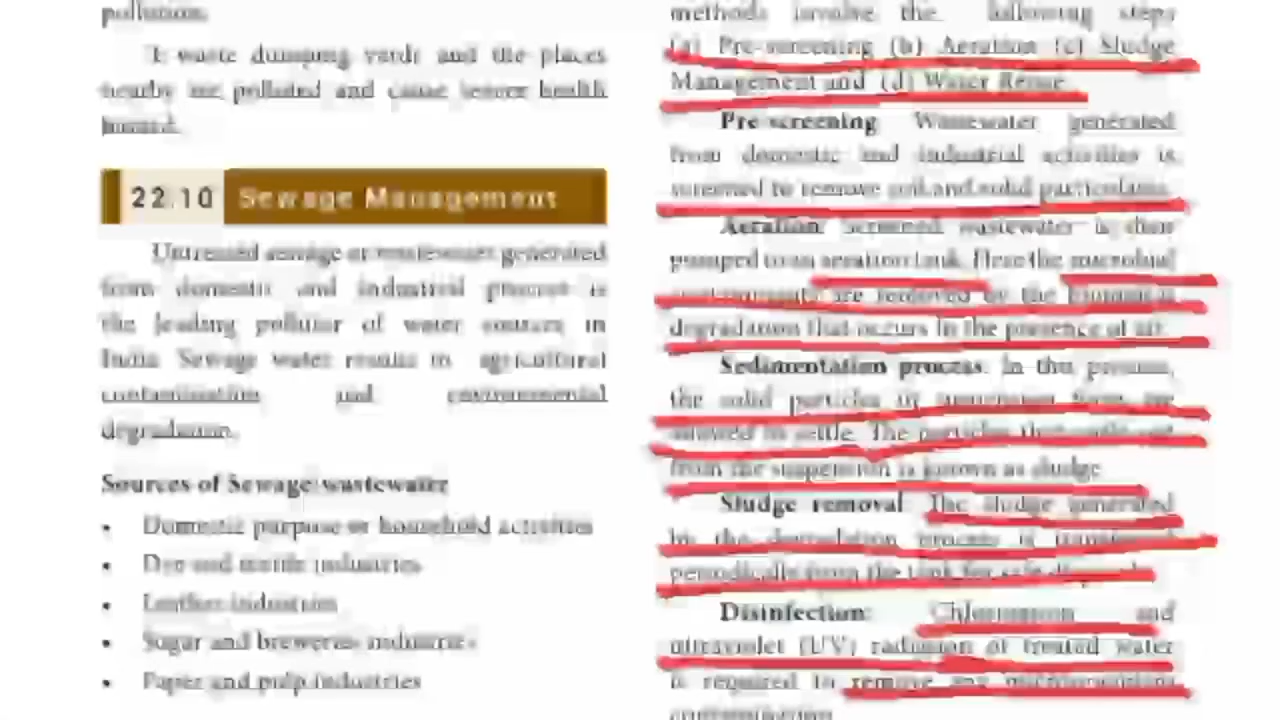 pollution.
waste dumping yards and the places
nearby are polluted and cause severe health
hazard.
22.10 Sewage Management
Untreated sewage or wastewater generated
from domestic and industrial process is
the leading polluter of water sources in
India. Sewage water results in agricultural
contamination and environmental
degradation.
Sources of Sewage wastewater
• Domestic purpose or household activities
• Dye and textile industries
• Leather industries
• Sugar and breweries industries
• Paper and pulp industries
methods involve the following steps
(a) Pre-screening (b) Aeration (c) Sludge
Management and (d) Water Reuse.
Pre-screening Wastewater generated
from domestic and industrial activities is
screened to remove soil and solid particulates.
Aeration: Screened wastewater is then
pumped to an aeration tank. Here the microbial
contaminants are removed by the biological
degradation that occurs in the presence of air.
Sedimentation process: In this process,
the solid particles or suspension form are
allowed to settle. The particles that settle out
from the suspension is known as sludge.
Sludge removal: The sludge generated
by the degradation process is transferred
periodically from the tank for safe disposal.
Disinfection: Chlorination and
ultraviolet (UV) radiation of treated water
is required to remove any microorganisms
contamination.